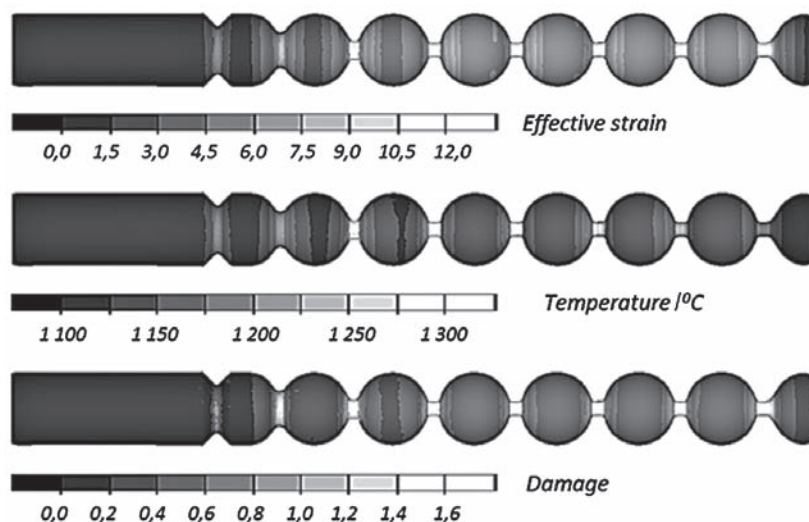 Effective strain
0,0 1,5 3,0 4,5 6,0 7,5 9,0 10,5 12,0
Temperature /⁰C
1 100 1 150 1 200 1 250 1 300
Damage
0,0 0,2 0,4 0,6 0,8 1,0 1,2 1,4 1,6